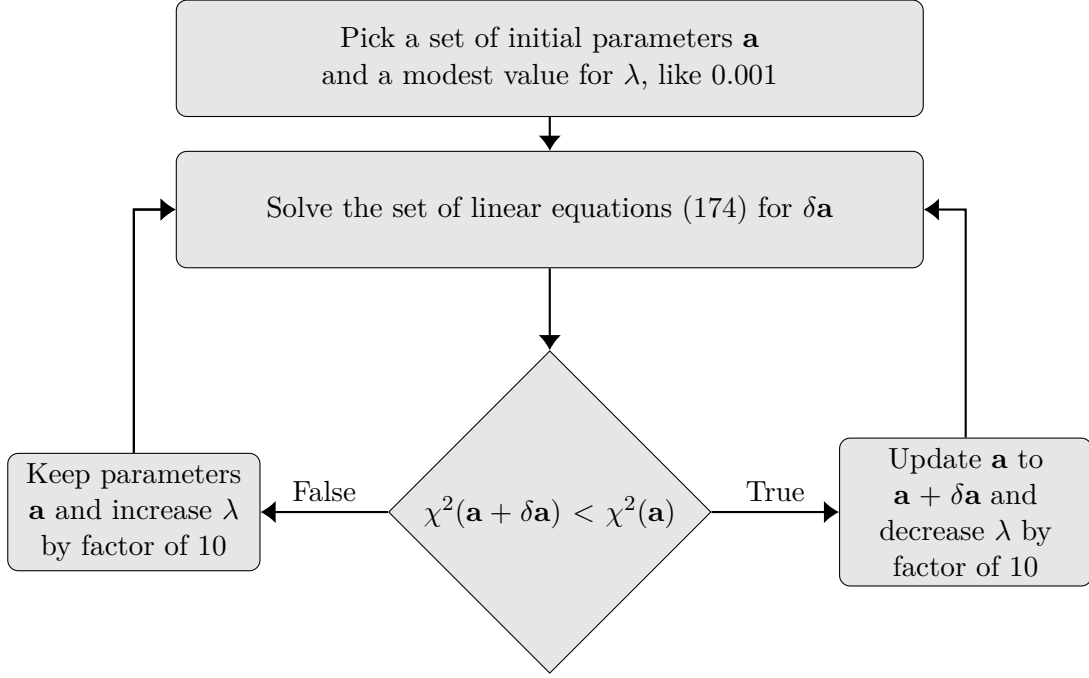 Pick a set of initial parameters a
and a modest value for λ, like 0.001
Solve the set of linear equations (174) for δa
Keep parameters
a and increase λ
by factor of 10
False
χ²(a + δa) < χ²(a)
True
Update a to
a + δa and
decrease λ by
factor of 10